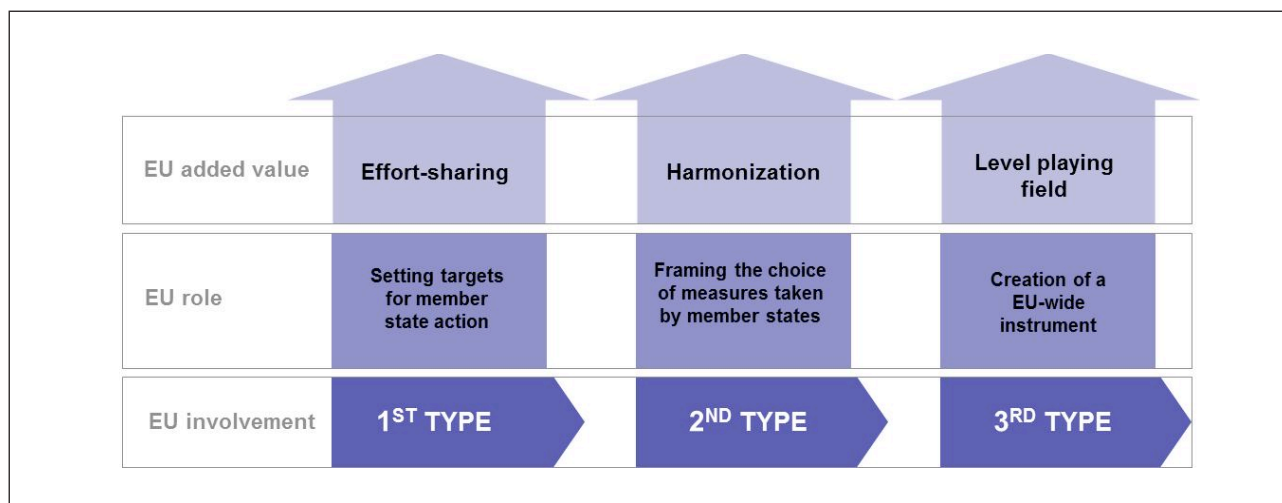 EU added value
Effort-sharing
Harmonization
Level playing
field
EU role
Setting targets
for member
state action
Framing the choice
of measures taken
by member states
Creation of a
EU-wide
instrument
EU involvement
1ST TYPE
2ND TYPE
3RD TYPE